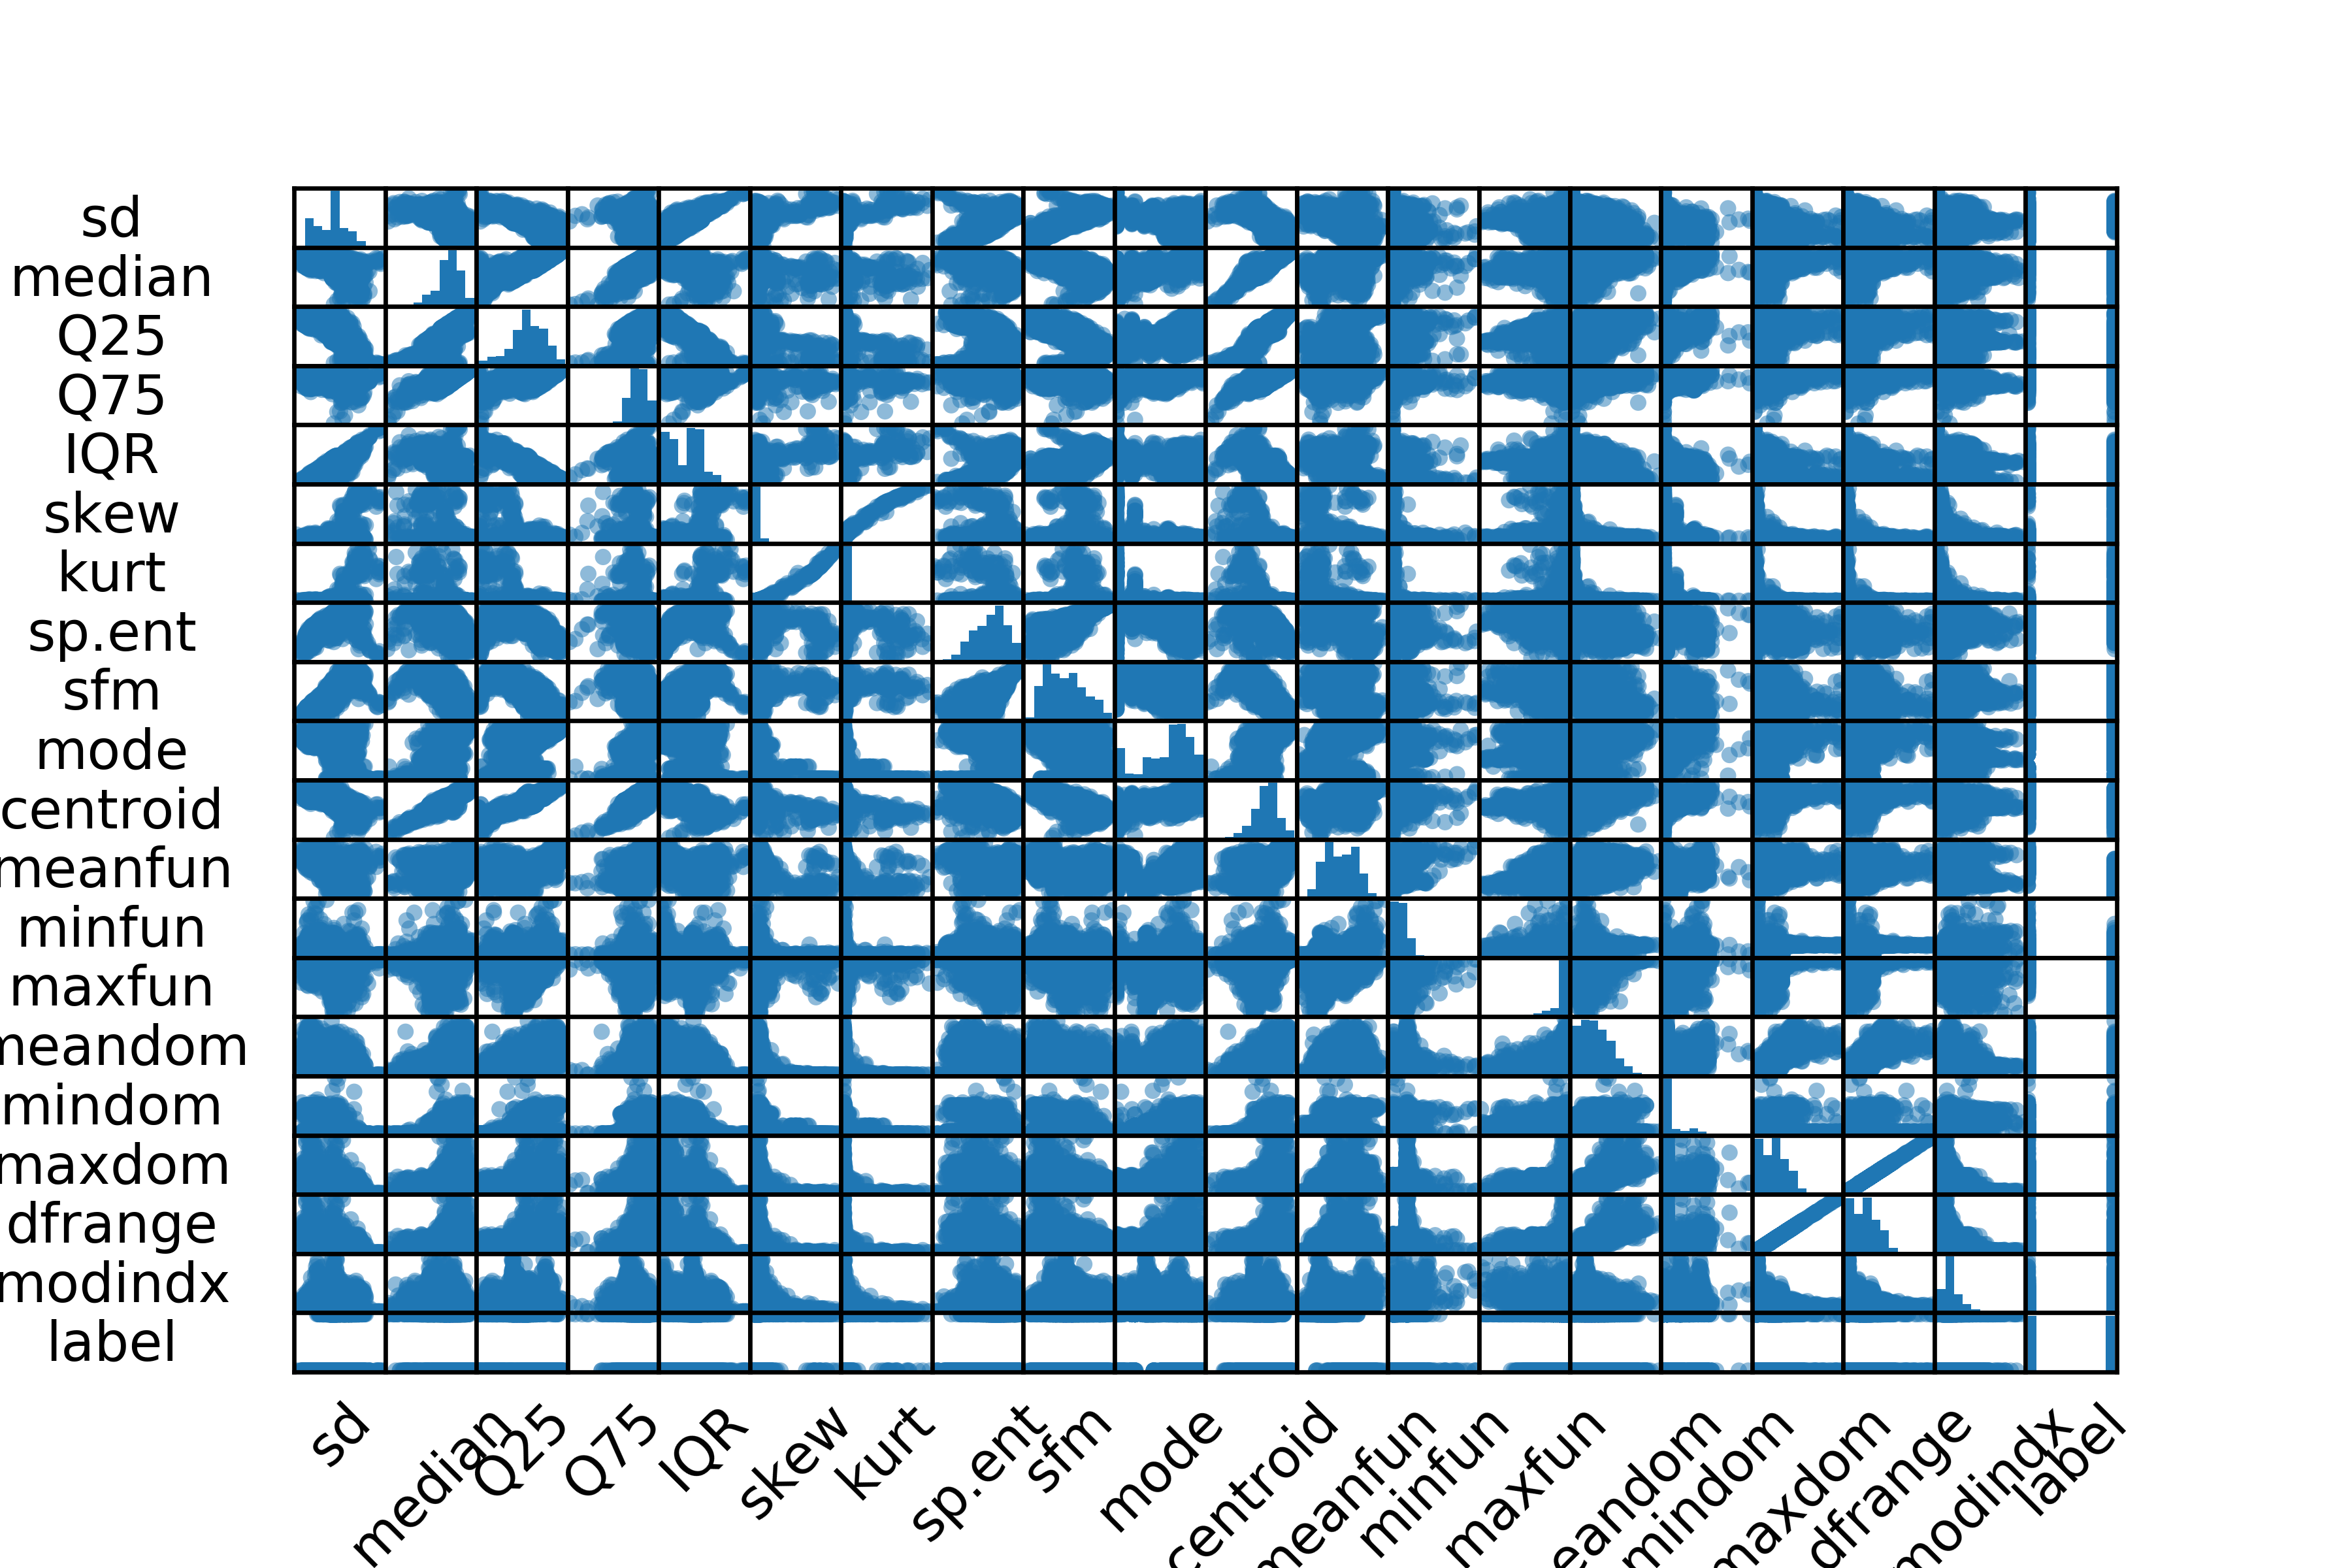 sd
median
Q25
Q75
IQR
skew
kurt
sp.ent
sfm
mode
centroid
meanfun
minfun
maxfun
meandom
mindom
maxdom
dfrange
modindx
label
sd
median
Q25
Q75
IQR
skew
kurt
sp.ent
sfm
mode
centroid
meanfun
minfun
maxfun
eandom
mindom
maxdom
dfrange
modindx
label